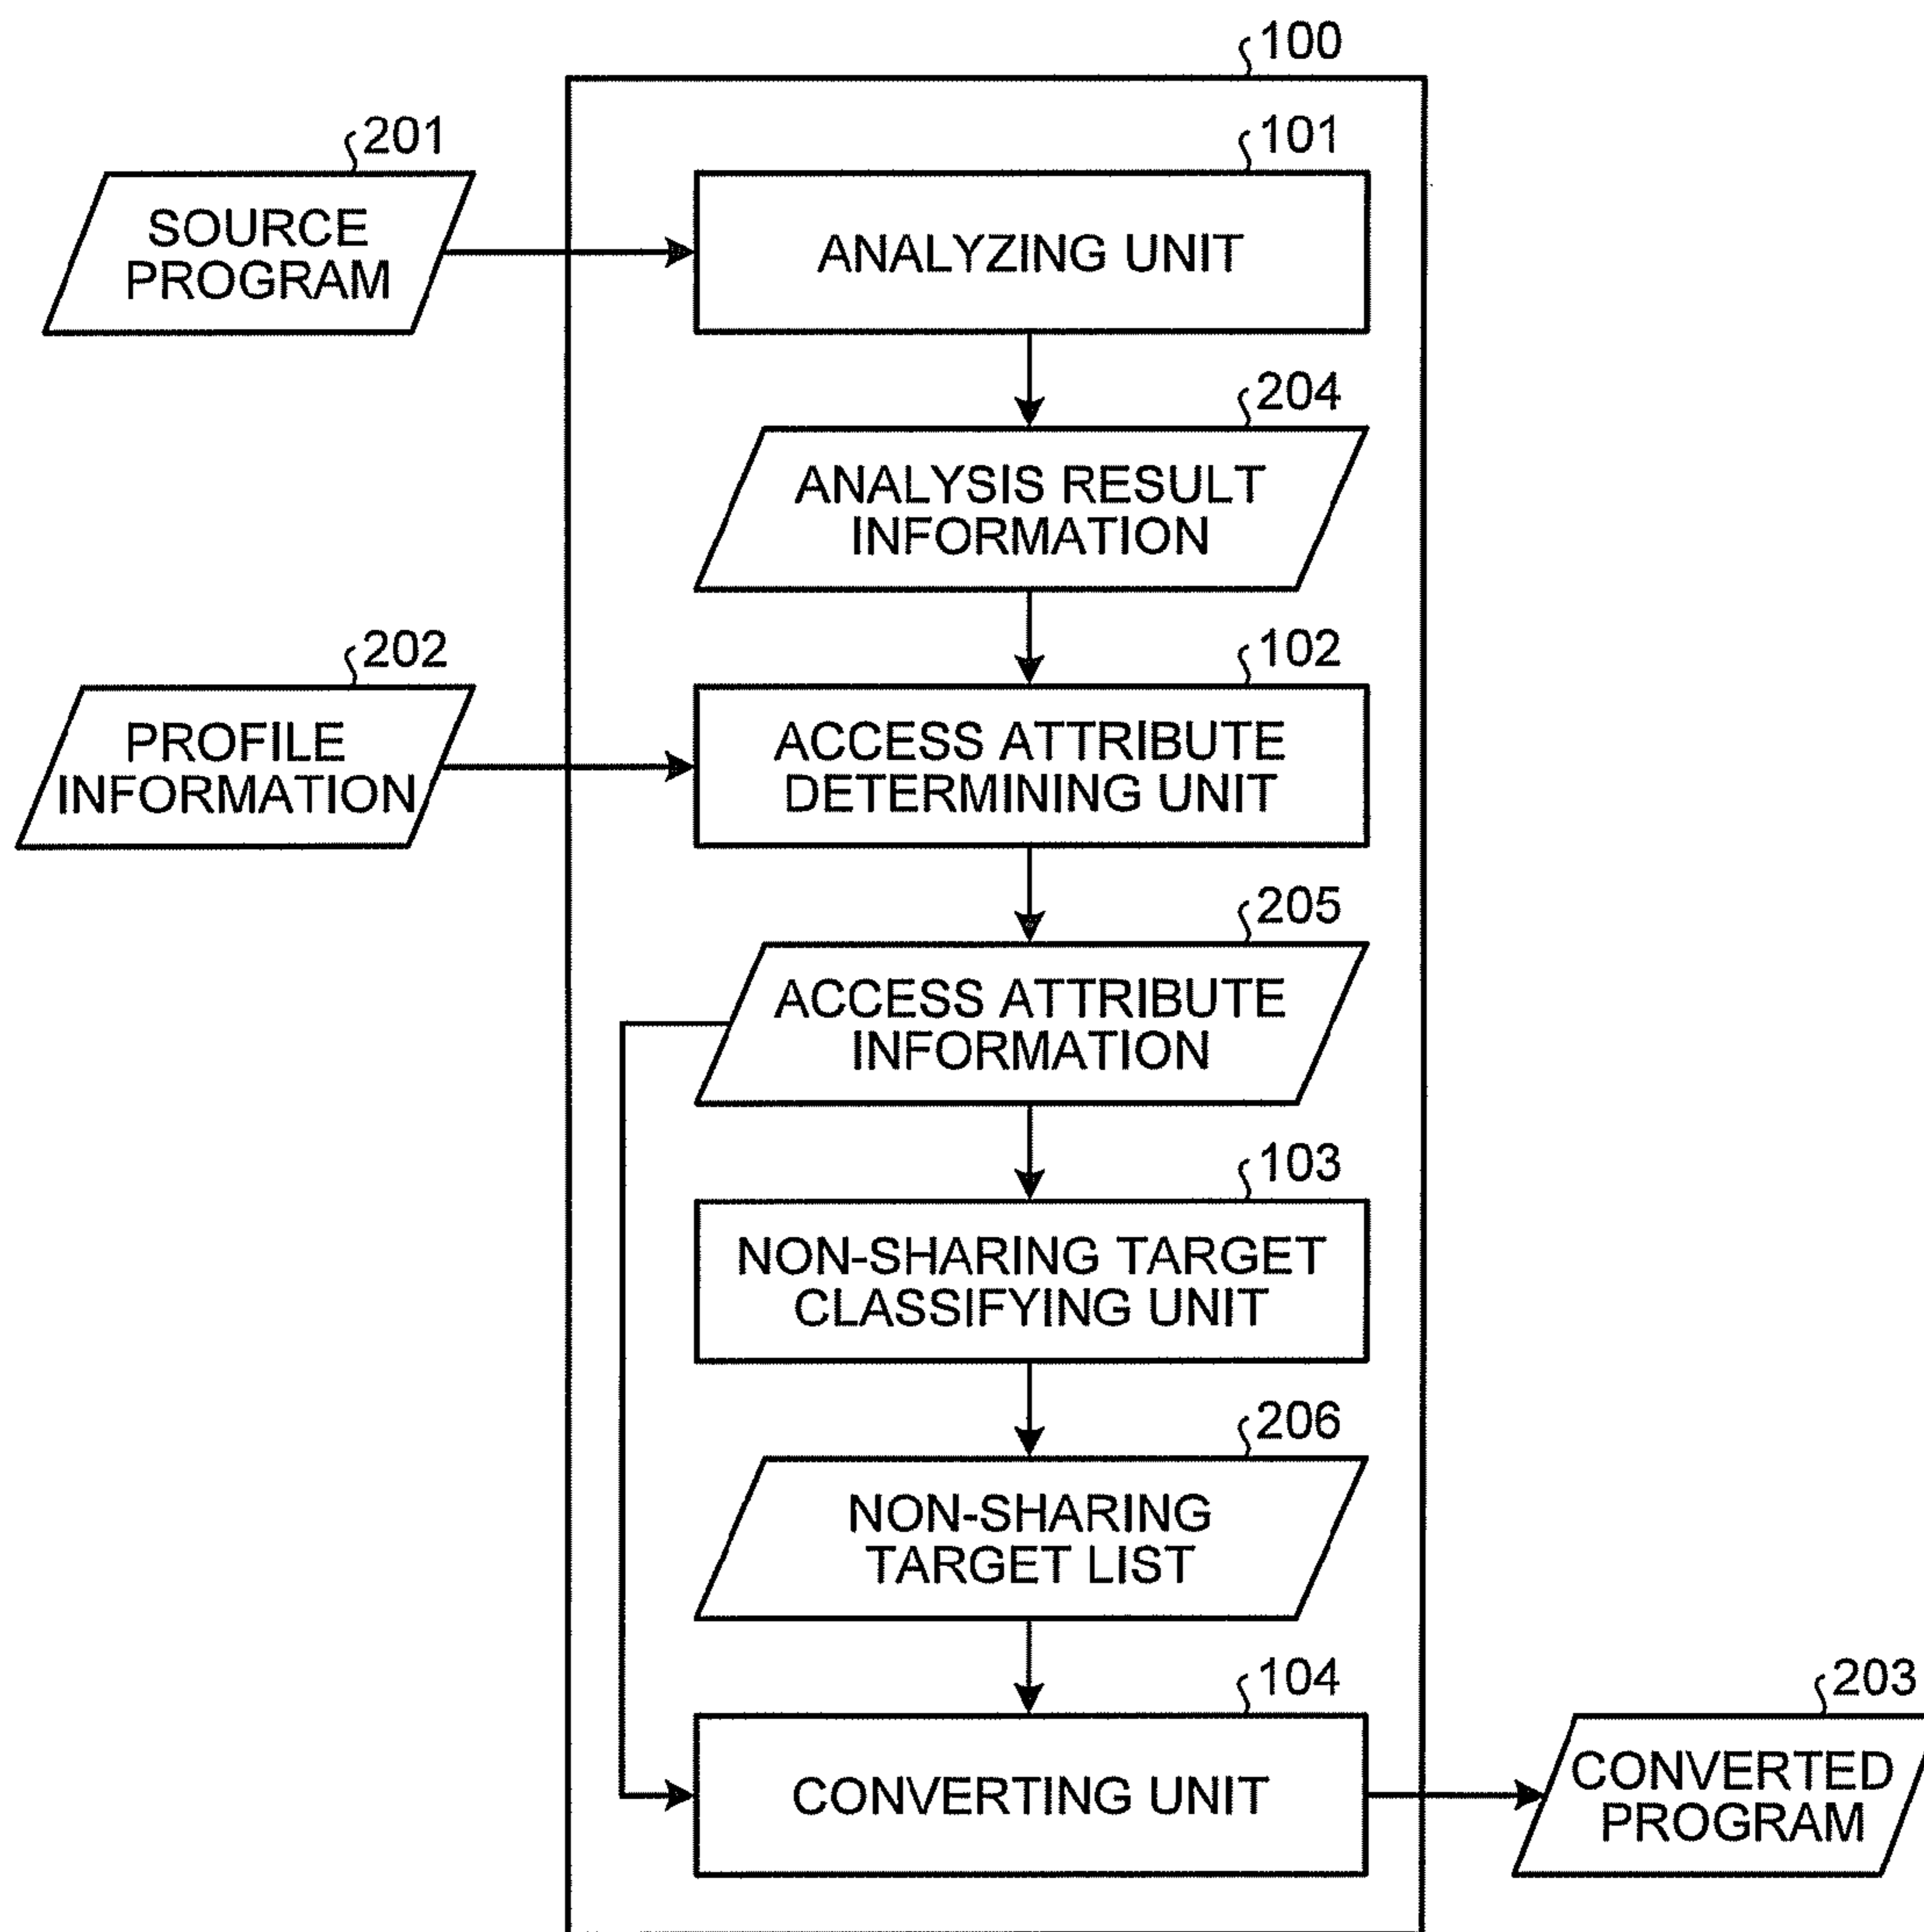 100
201
101
SOURCE
PROGRAM
ANALYZING UNIT
204
ANALYSIS RESULT
INFORMATION
202
102
PROFILE
INFORMATION
ACCESS ATTRIBUTE
DETERMINING UNIT
205
ACCESS ATTRIBUTE
INFORMATION
103
NON-SHARING TARGET
CLASSIFYING UNIT
206
NON-SHARING
TARGET LIST
104
203
CONVERTING UNIT
CONVERTED
PROGRAM